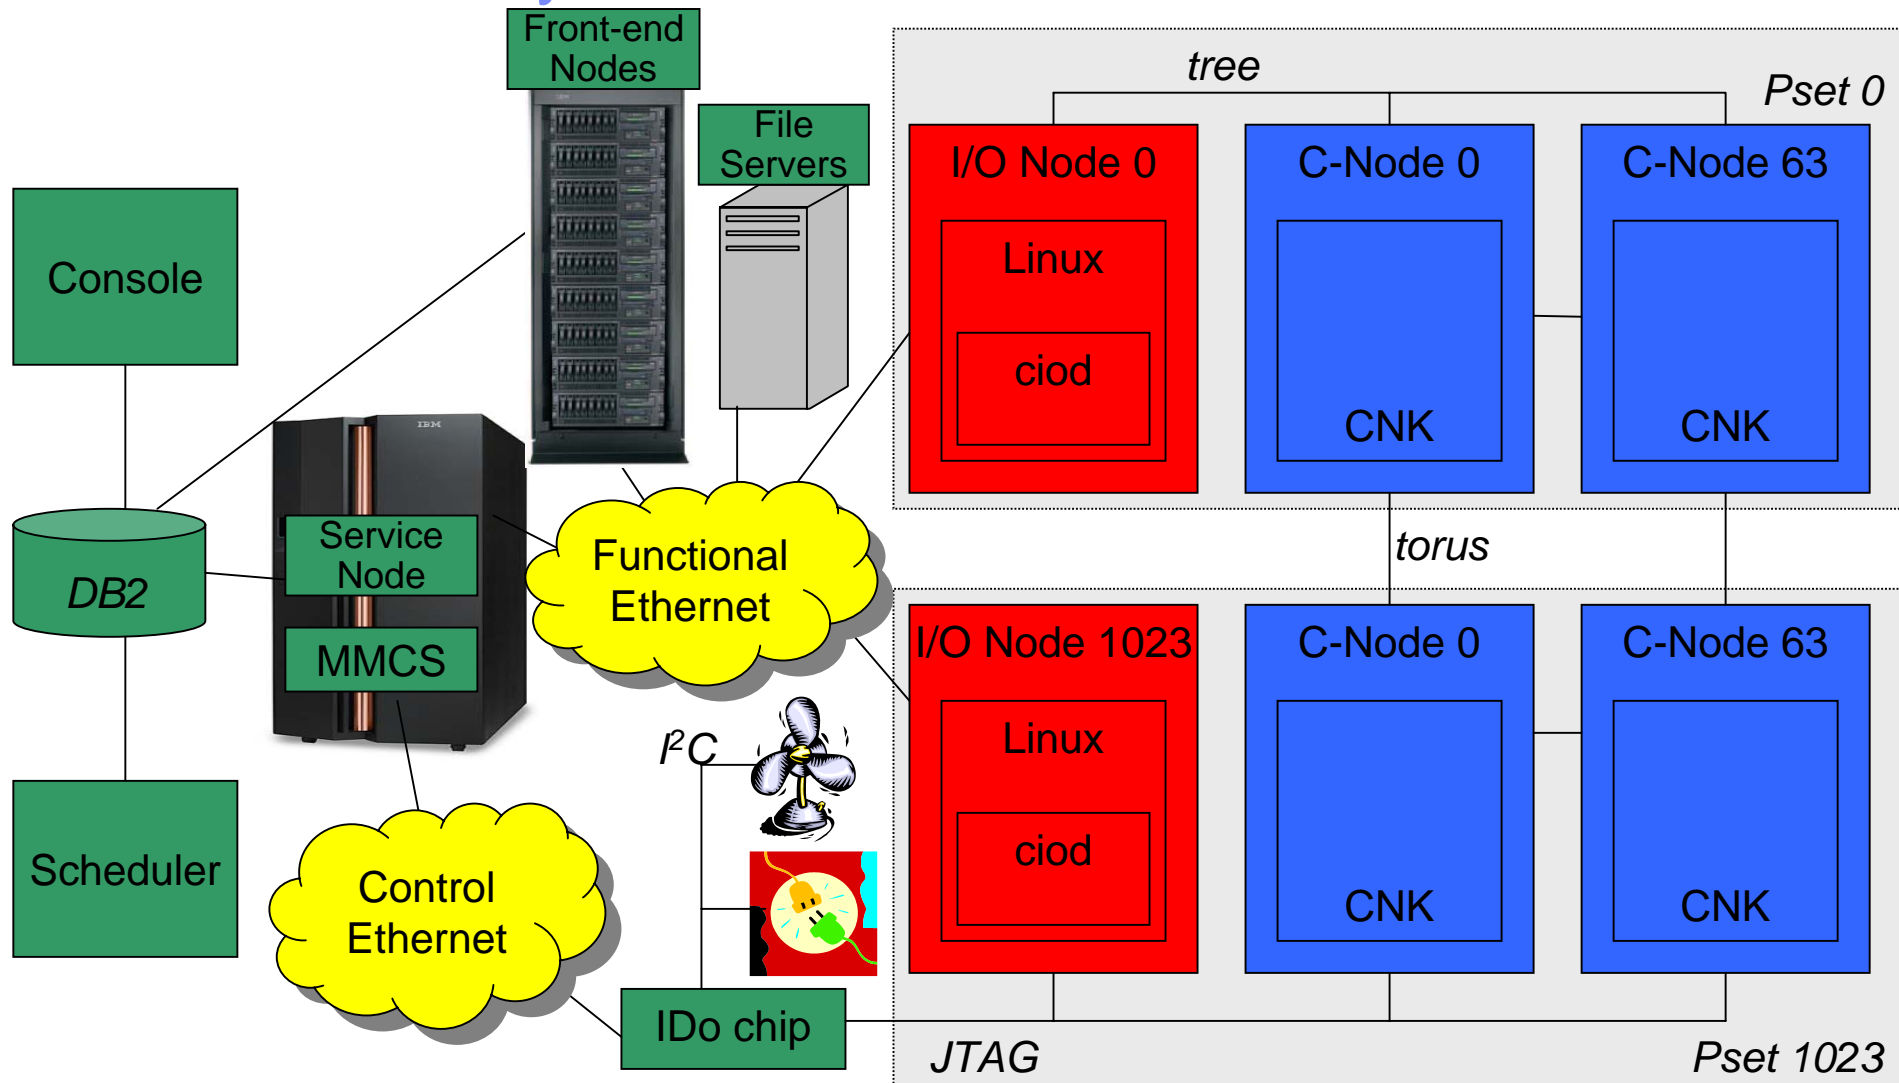 Front-end
Nodes
File
Servers
Console
DB2
Scheduler
IBM
Service
Node
MMCS
Functional
Ethernet
Control
Ethernet
I²C
IDo chip
tree
Pset 0
I/O Node 0
Linux
ciod
C-Node 0
CNK
C-Node 63
CNK
torus
I/O Node 1023
Linux
ciod
C-Node 0
CNK
C-Node 63
CNK
JTAG
Pset 1023